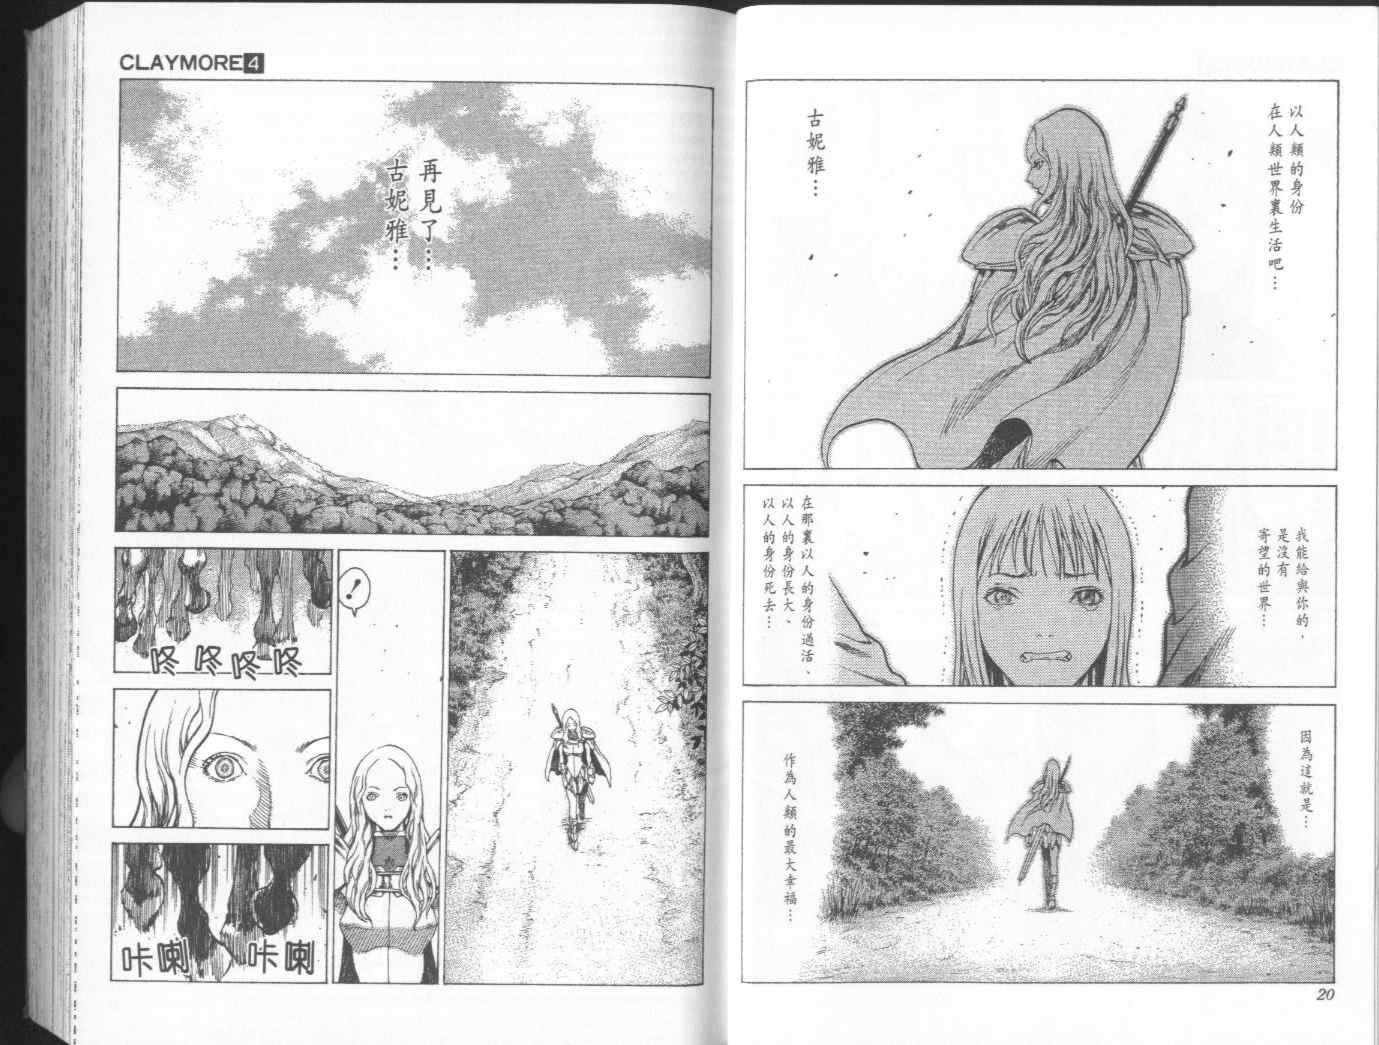 以人類的身份
在人類世界裏生活吧…
古妮雅…
我能給與你的，
是沒有
寄望的世界…
在那裏以人的身份過活、
以人的身份長大、
以人的身份死去…
因為這就是…
作為人類的最大幸福…
20
CLAYMORE 4
再見了…
古妮雅…
！
咚咚咚咚
咔喇 咔喇